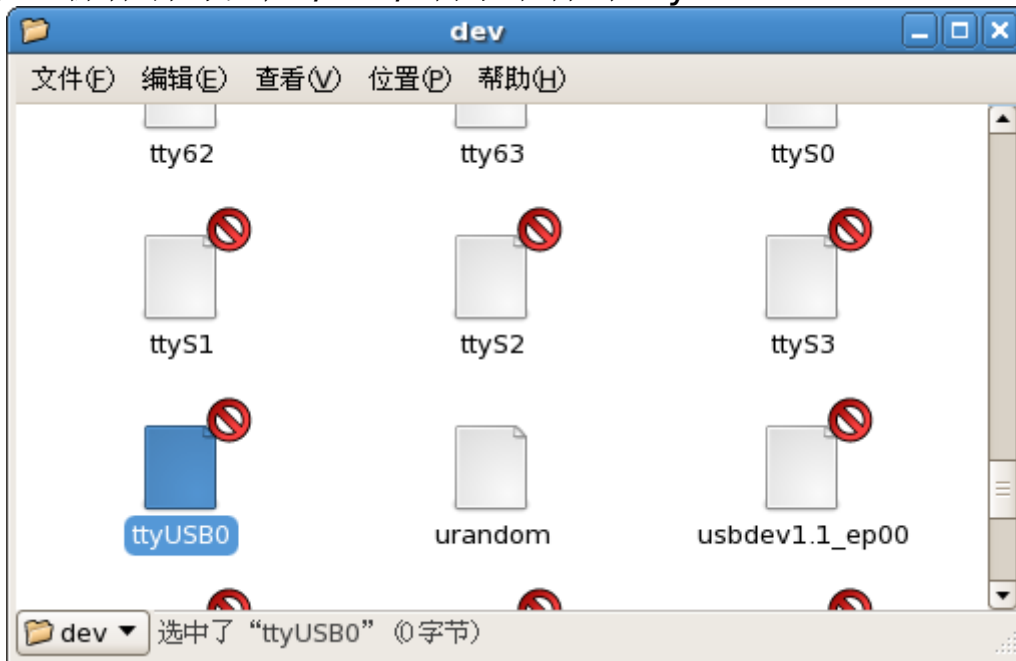 dev
文件(F) 编辑(E) 查看(V) 位置(P) 帮助(H)
tty62 tty63 ttyS0
ttyS1 ttyS2 ttyS3
ttyUSB0 urandom usbdev1.1_ep00
dev 选中了“ttyUSB0”(0 字节)